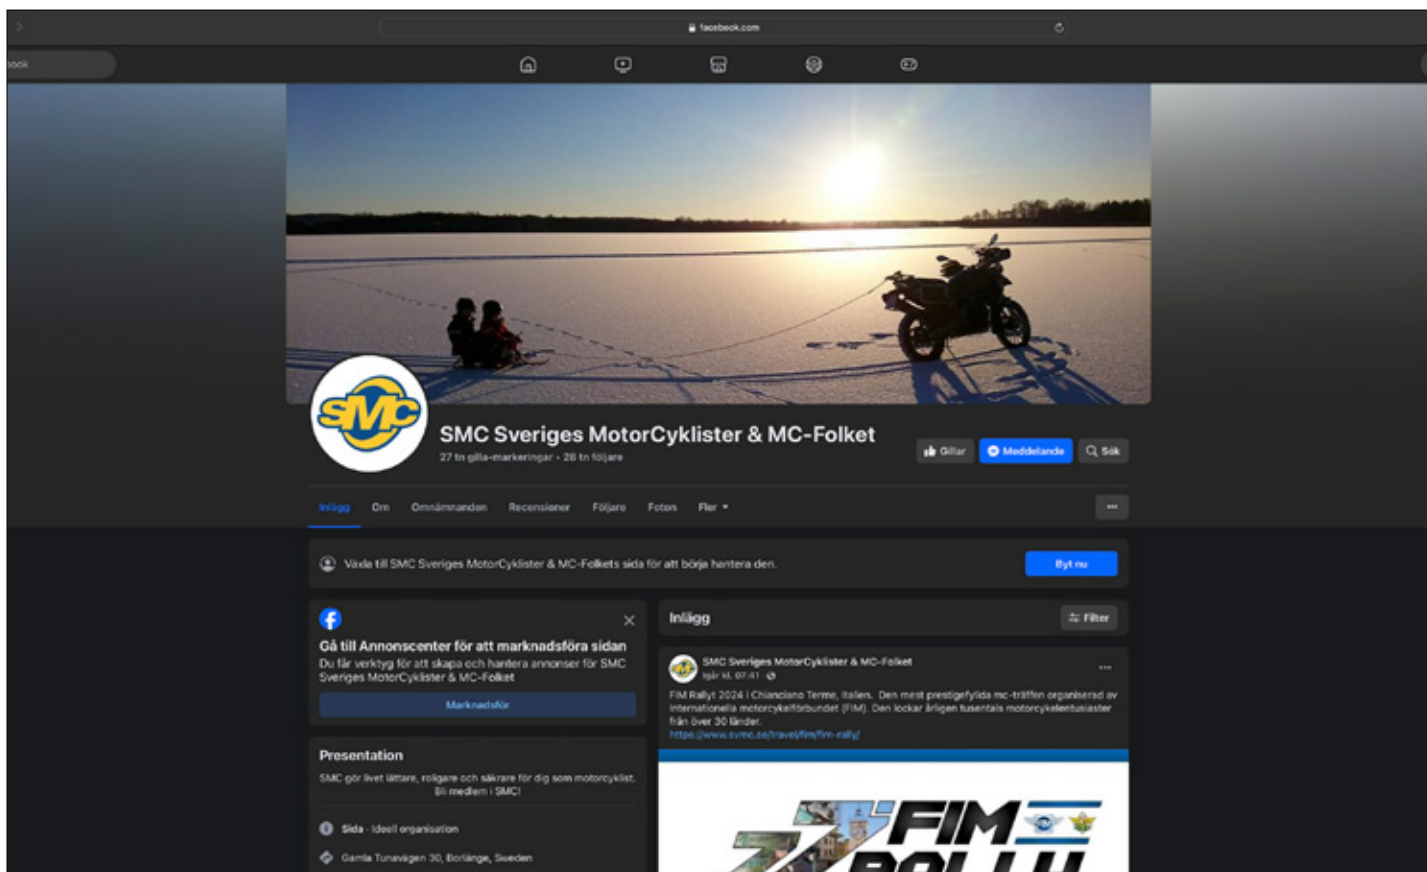 facebook.com
book
SMC
SMC Sveriges MotorCyklister & MC-Folket
27 tn gilla-markeringar • 28 tn följare
Gillar
Meddelande
Sök
Inlägg Om Omnämnanden Recensioner Följare Foton Fler
Växla till SMC Sveriges MotorCyklister & MC-Folkets sida för att börja hantera den.
Byt nu
Gå till Annonscenter för att marknadsföra sidan
Du får verktyg för att skapa och hantera annonser för SMC
Sveriges MotorCyklister & MC-Folket
Marknadsför
Presentation
SMC gör livet lättare, roligare och säkrare för dig som motorcyklist.
Bli medlem i SMC!
Sida · Ideell organisation
Gamla Tunavägen 30, Borlänge, Sweden
Inlägg
Filter
SMC Sveriges MotorCyklister & MC-Folket
Igår kl. 07:41 ·
FIM Rallyt 2024 i Chianciano Terme, Italien. Den mest prestigefyllda mc-träffen organiserad av
Internationella motorcykelförbundet (FIM). Den lockar årligen tusentals motorcykelentusiaster
från över 30 länder.
https://www.svmc.se/travel/fim/fim-rally/
77 FIM
RALLY